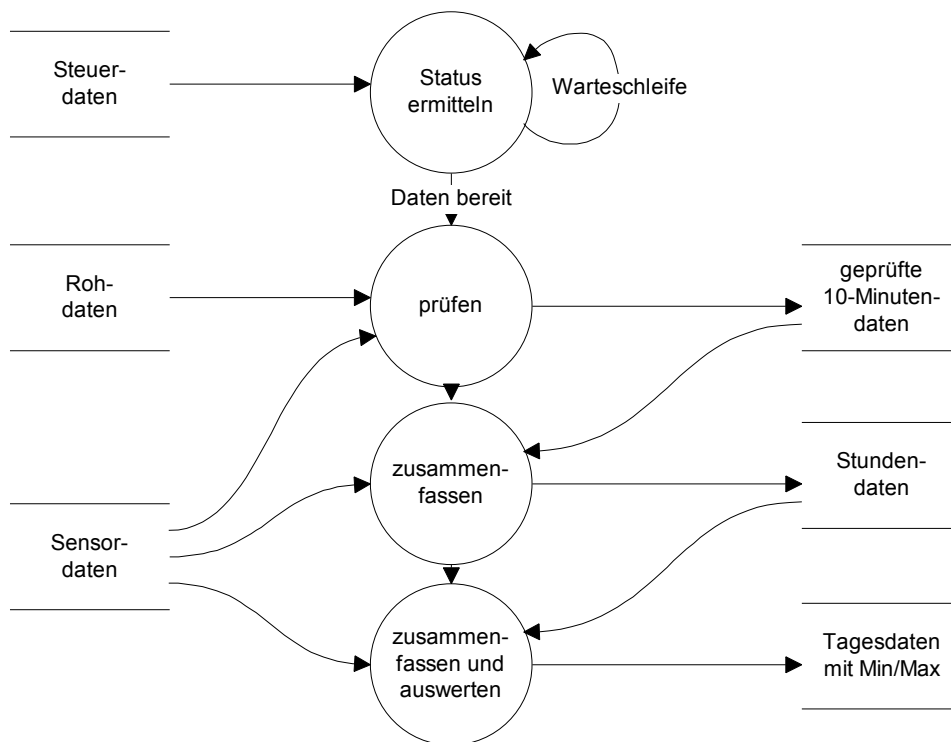 Steuer-
daten
Status
ermitteln
Warteschleife
Daten bereit
Roh-
daten
prüfen
geprüfte
10-Minuten-
daten
zusammen-
fassen
Stunden-
daten
Sensor-
daten
zusammen-
fassen und
auswerten
Tagesdaten
mit Min/Max